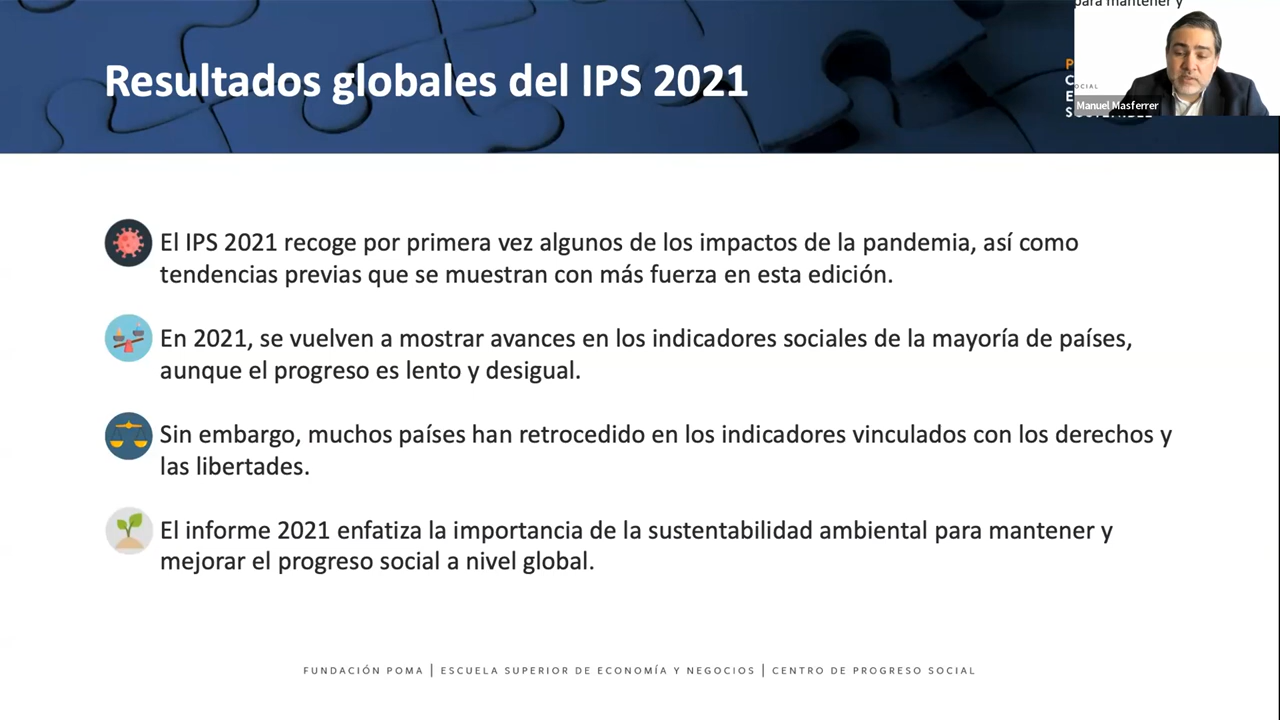 para mantener y
Resultados globales del IPS 2021
P
OCIAL
C
E
Manuel Masferrer
El IPS 2021 recoge por primera vez algunos de los impactos de la pandemia, así como
tendencias previas que se muestran con más fuerza en esta edición.
En 2021, se vuelven a mostrar avances en los indicadores sociales de la mayoría de países,
aunque el progreso es lento y desigual.
Sin embargo, muchos países han retrocedido en los indicadores vinculados con los derechos y
las libertades.
El informe 2021 enfatiza la importancia de la sustentabilidad ambiental para mantener y
mejorar el progreso social a nivel global.
FUNDACIÓN POMA | ESCUELA SUPERIOR DE ECONOMÍA Y NEGOCIOS | CENTRO DE PROGRESO SOCIAL